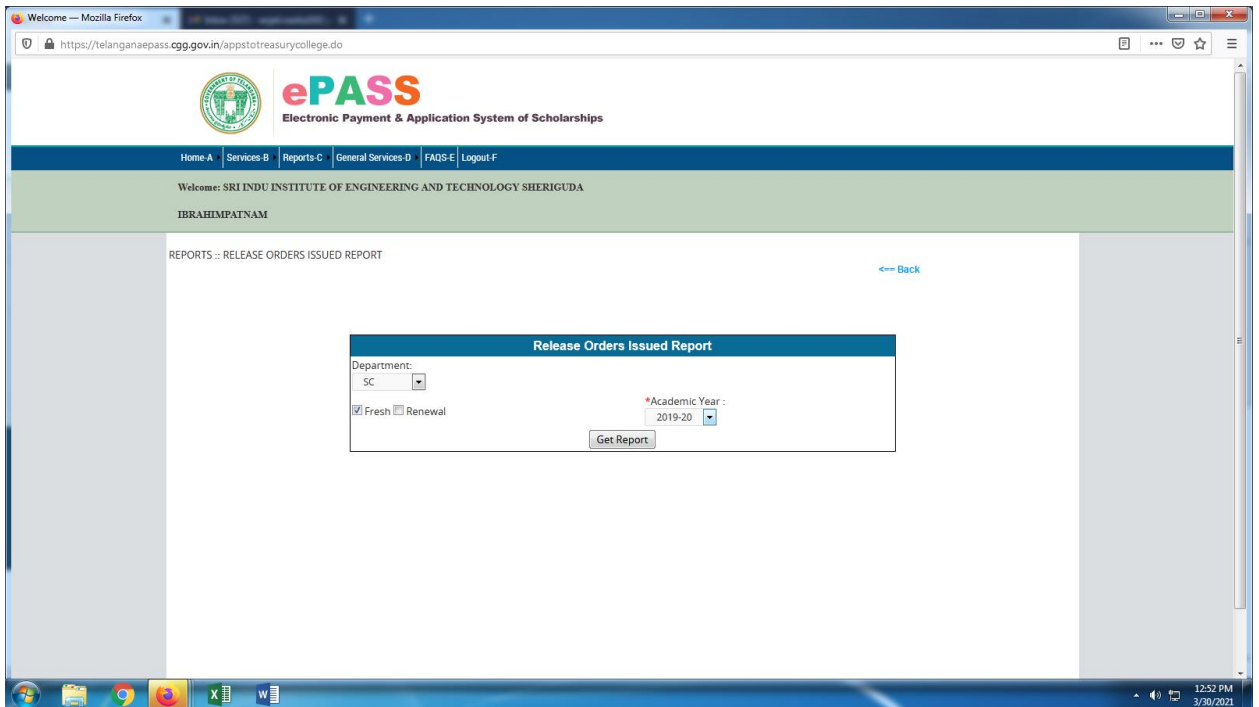 Welcome — Mozilla Firefox
https://telanganaepass.cgg.gov.in/appstotreasurycollege.do
ePASS
Electronic Payment & Application System of Scholarships
Home-A Services-B Reports-C General Services-D FAQS-E Logout-F
Welcome: SRI INDU INSTITUTE OF ENGINEERING AND TECHNOLOGY SHERIGUDA
IBRAHIMPATNAM
REPORTS :: RELEASE ORDERS ISSUED REPORT
<== Back
Release Orders Issued Report
Department:
SC
*Academic Year :
Fresh Renewal
2019-20
Get Report
12:52 PM
3/30/2021